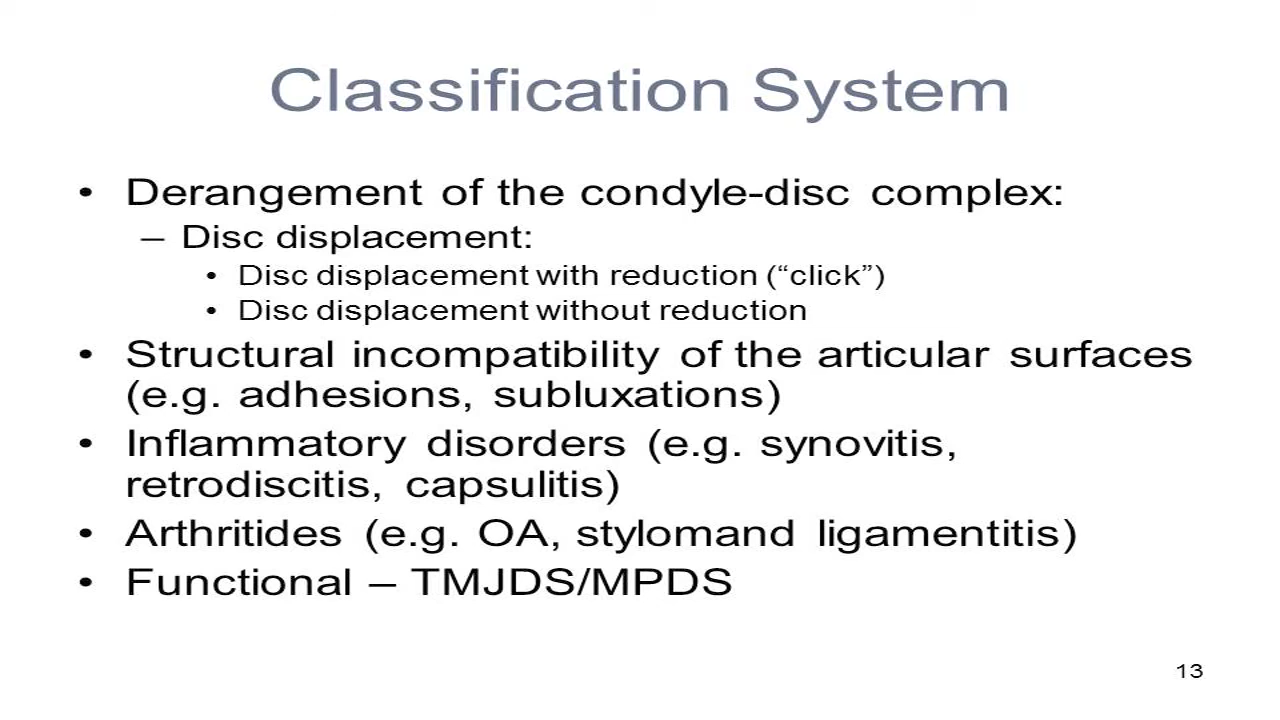 Classification System
• Derangement of the condyle-disc complex:
– Disc displacement:
• Disc displacement with reduction (“click”)
• Disc displacement without reduction
• Structural incompatibility of the articular surfaces
(e.g. adhesions, subluxations)
• Inflammatory disorders (e.g. synovitis,
retrodiscitis, capsulitis)
• Arthritides (e.g. OA, stylomand ligamentitis)
• Functional – TMJDS/MPDS
13